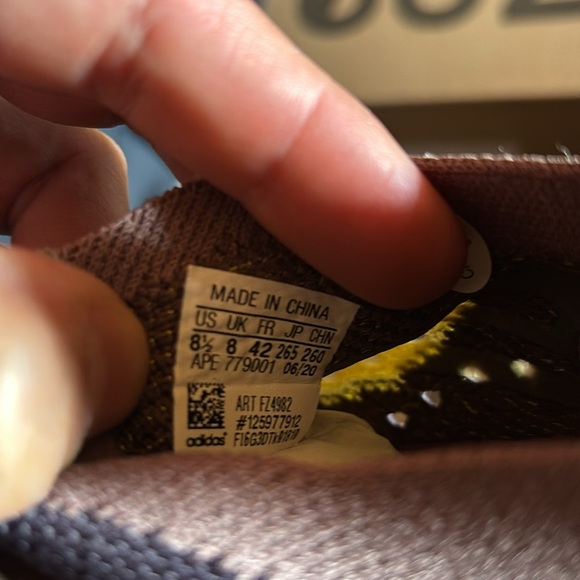 MADE IN CHINA
US UK FR JP CHN
8½ 8 42 265 260
APE 779001 06/20
ART FZ4982
#125977912
adidas